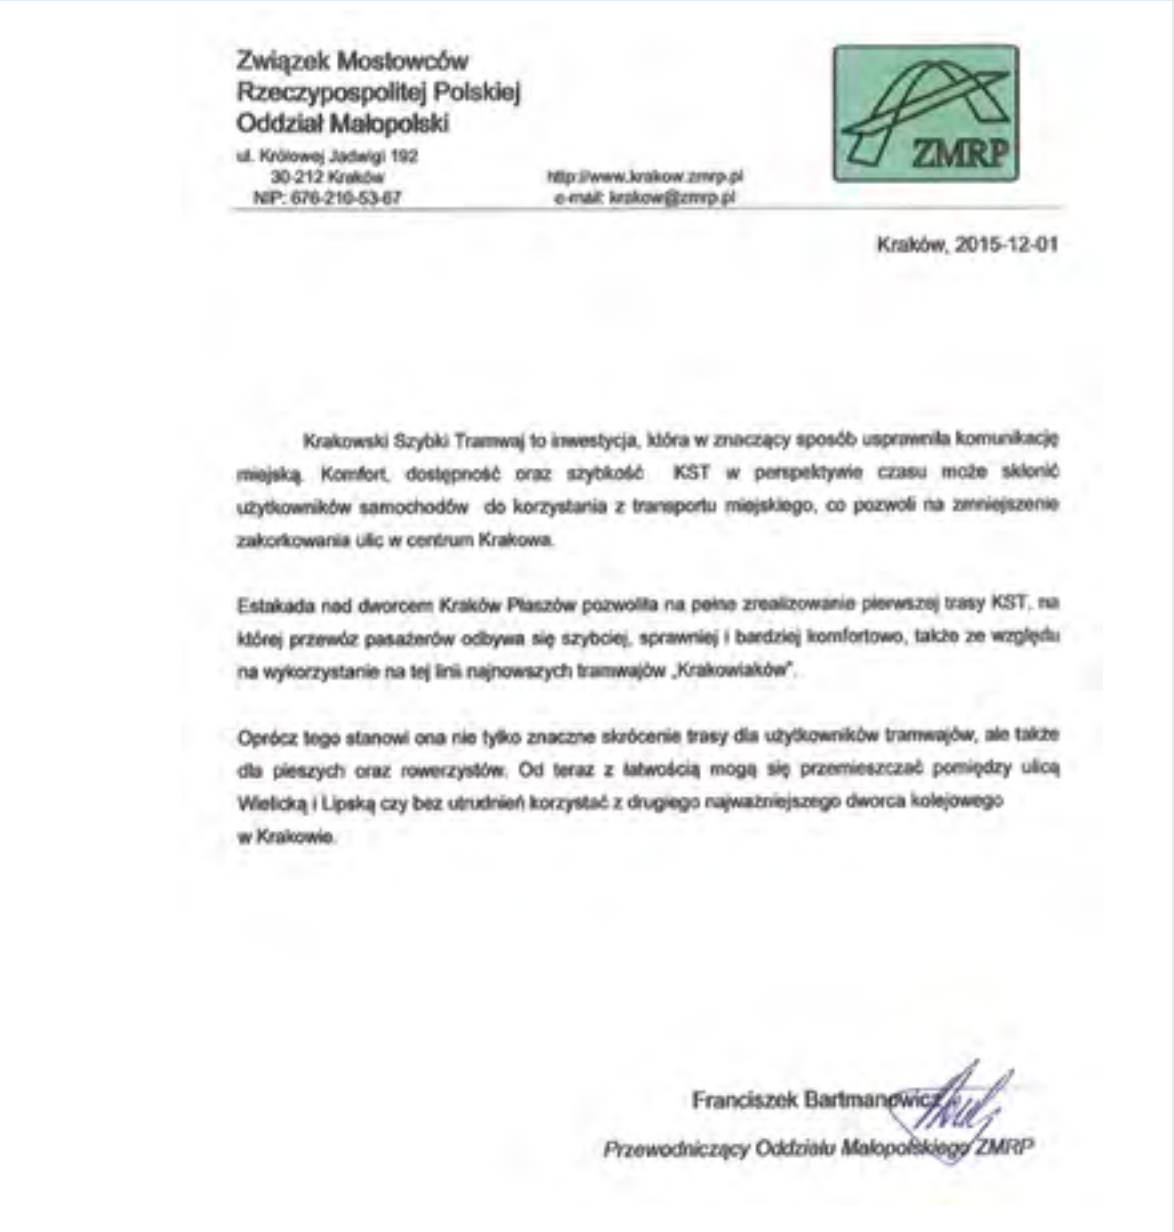 Związek Mostowców
Rzeczypospolitej Polskiej
Oddział Małopolski
ul. Królowej Jadwigi 192
30-212 Kraków
NIP: 676-210-53-67
http://www.krakow.zmrp.pl
e-mail: krakow@zmrp.pl
ZMRP
Kraków, 2015-12-01
Krakowski Szybki Tramwaj to inwestycja, która w znaczący sposób usprawniła komunikację
miejską. Komfort, dostępność oraz szybkość KST w perspektywie czasu może skłonić
użytkowników samochodów do korzystania z transportu miejskiego, co pozwoli na zmniejszenie
zakorkowania ulic w centrum Krakowa.
Estakada nad dworcem Kraków Płaszów pozwoliła na pełne zrealizowanie pierwszej trasy KST, na
której przewóz pasażerów odbywa się szybciej, sprawniej i bardziej komfortowo, także ze względu
na wykorzystanie na tej linii najnowszych tramwajów „Krakowiaków”.
Oprócz tego stanowi ona nie tylko znaczne skrócenie trasy dla użytkowników tramwajów, ale także
dla pieszych oraz rowerzystów. Od teraz z łatwością mogą się przemieszczać pomiędzy ulicą
Wielicką i Lipską czy bez utrudnień korzystać z drugiego najważniejszego dworca kolejowego
w Krakowie.
Franciszek Bartmanowicz
Przewodniczący Oddziału Małopolskiego ZMRP